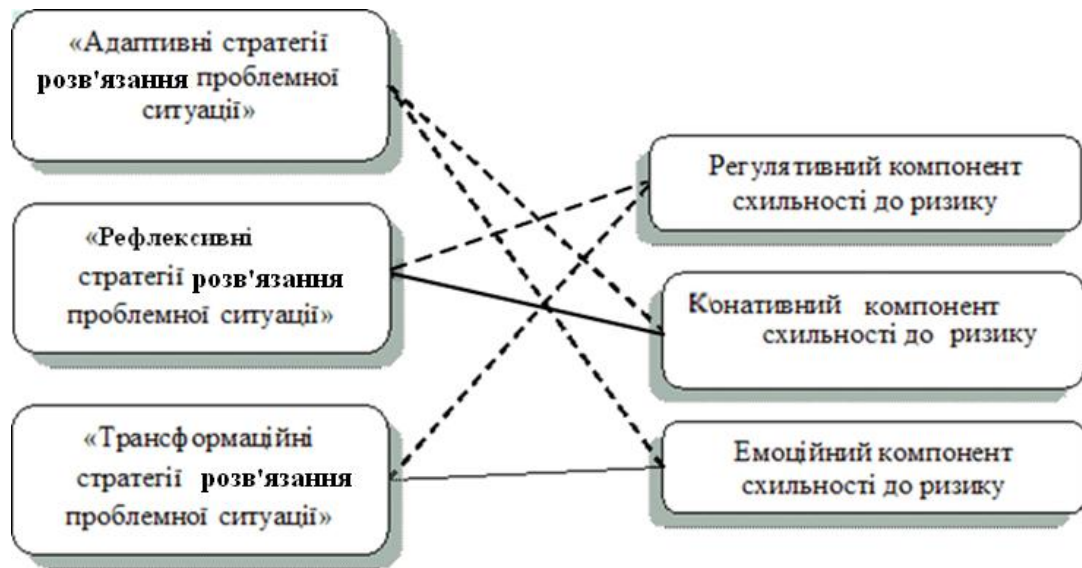 «Адаптивні стратегії
розв'язання проблемної
ситуації»
«Рефлексивні
стратегії розв'язання
проблемної ситуації»
«Трансформаційні
стратегії розв'язання
проблемної ситуації»
Регулятивний компонент
схильності до ризику
Конативний компонент
схильності до ризику
Емоційний компонент
схильності до ризику